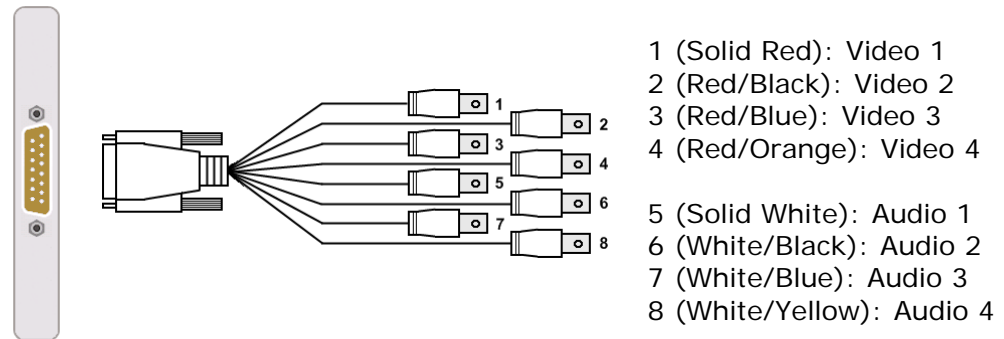 1
2
3
4
5
6
7
8
1 (Solid Red): Video 1
2 (Red/Black): Video 2
3 (Red/Blue): Video 3
4 (Red/Orange): Video 4
5 (Solid White): Audio 1
6 (White/Black): Audio 2
7 (White/Blue): Audio 3
8 (White/Yellow): Audio 4